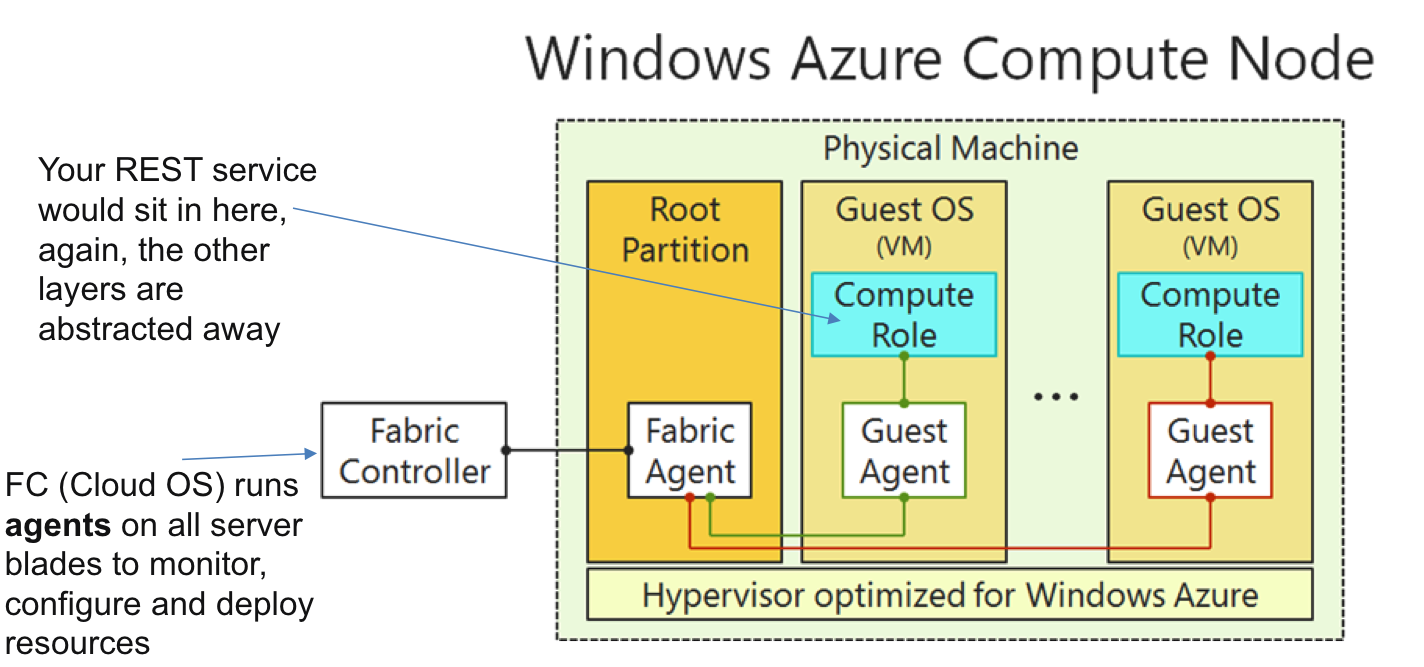 Windows Azure Compute Node
Physical Machine
Your REST service
would sit in here,
again, the other
layers are
abstracted away
Root
Partition
Guest OS
(VM)
Compute
Role
Guest OS
(VM)
Compute
Role
...
Fabric
Controller
Fabric
Agent
Guest
Agent
Guest
Agent
FC (Cloud OS) runs
agents on all server
blades to monitor,
configure and deploy
resources
Hypervisor optimized for Windows Azure